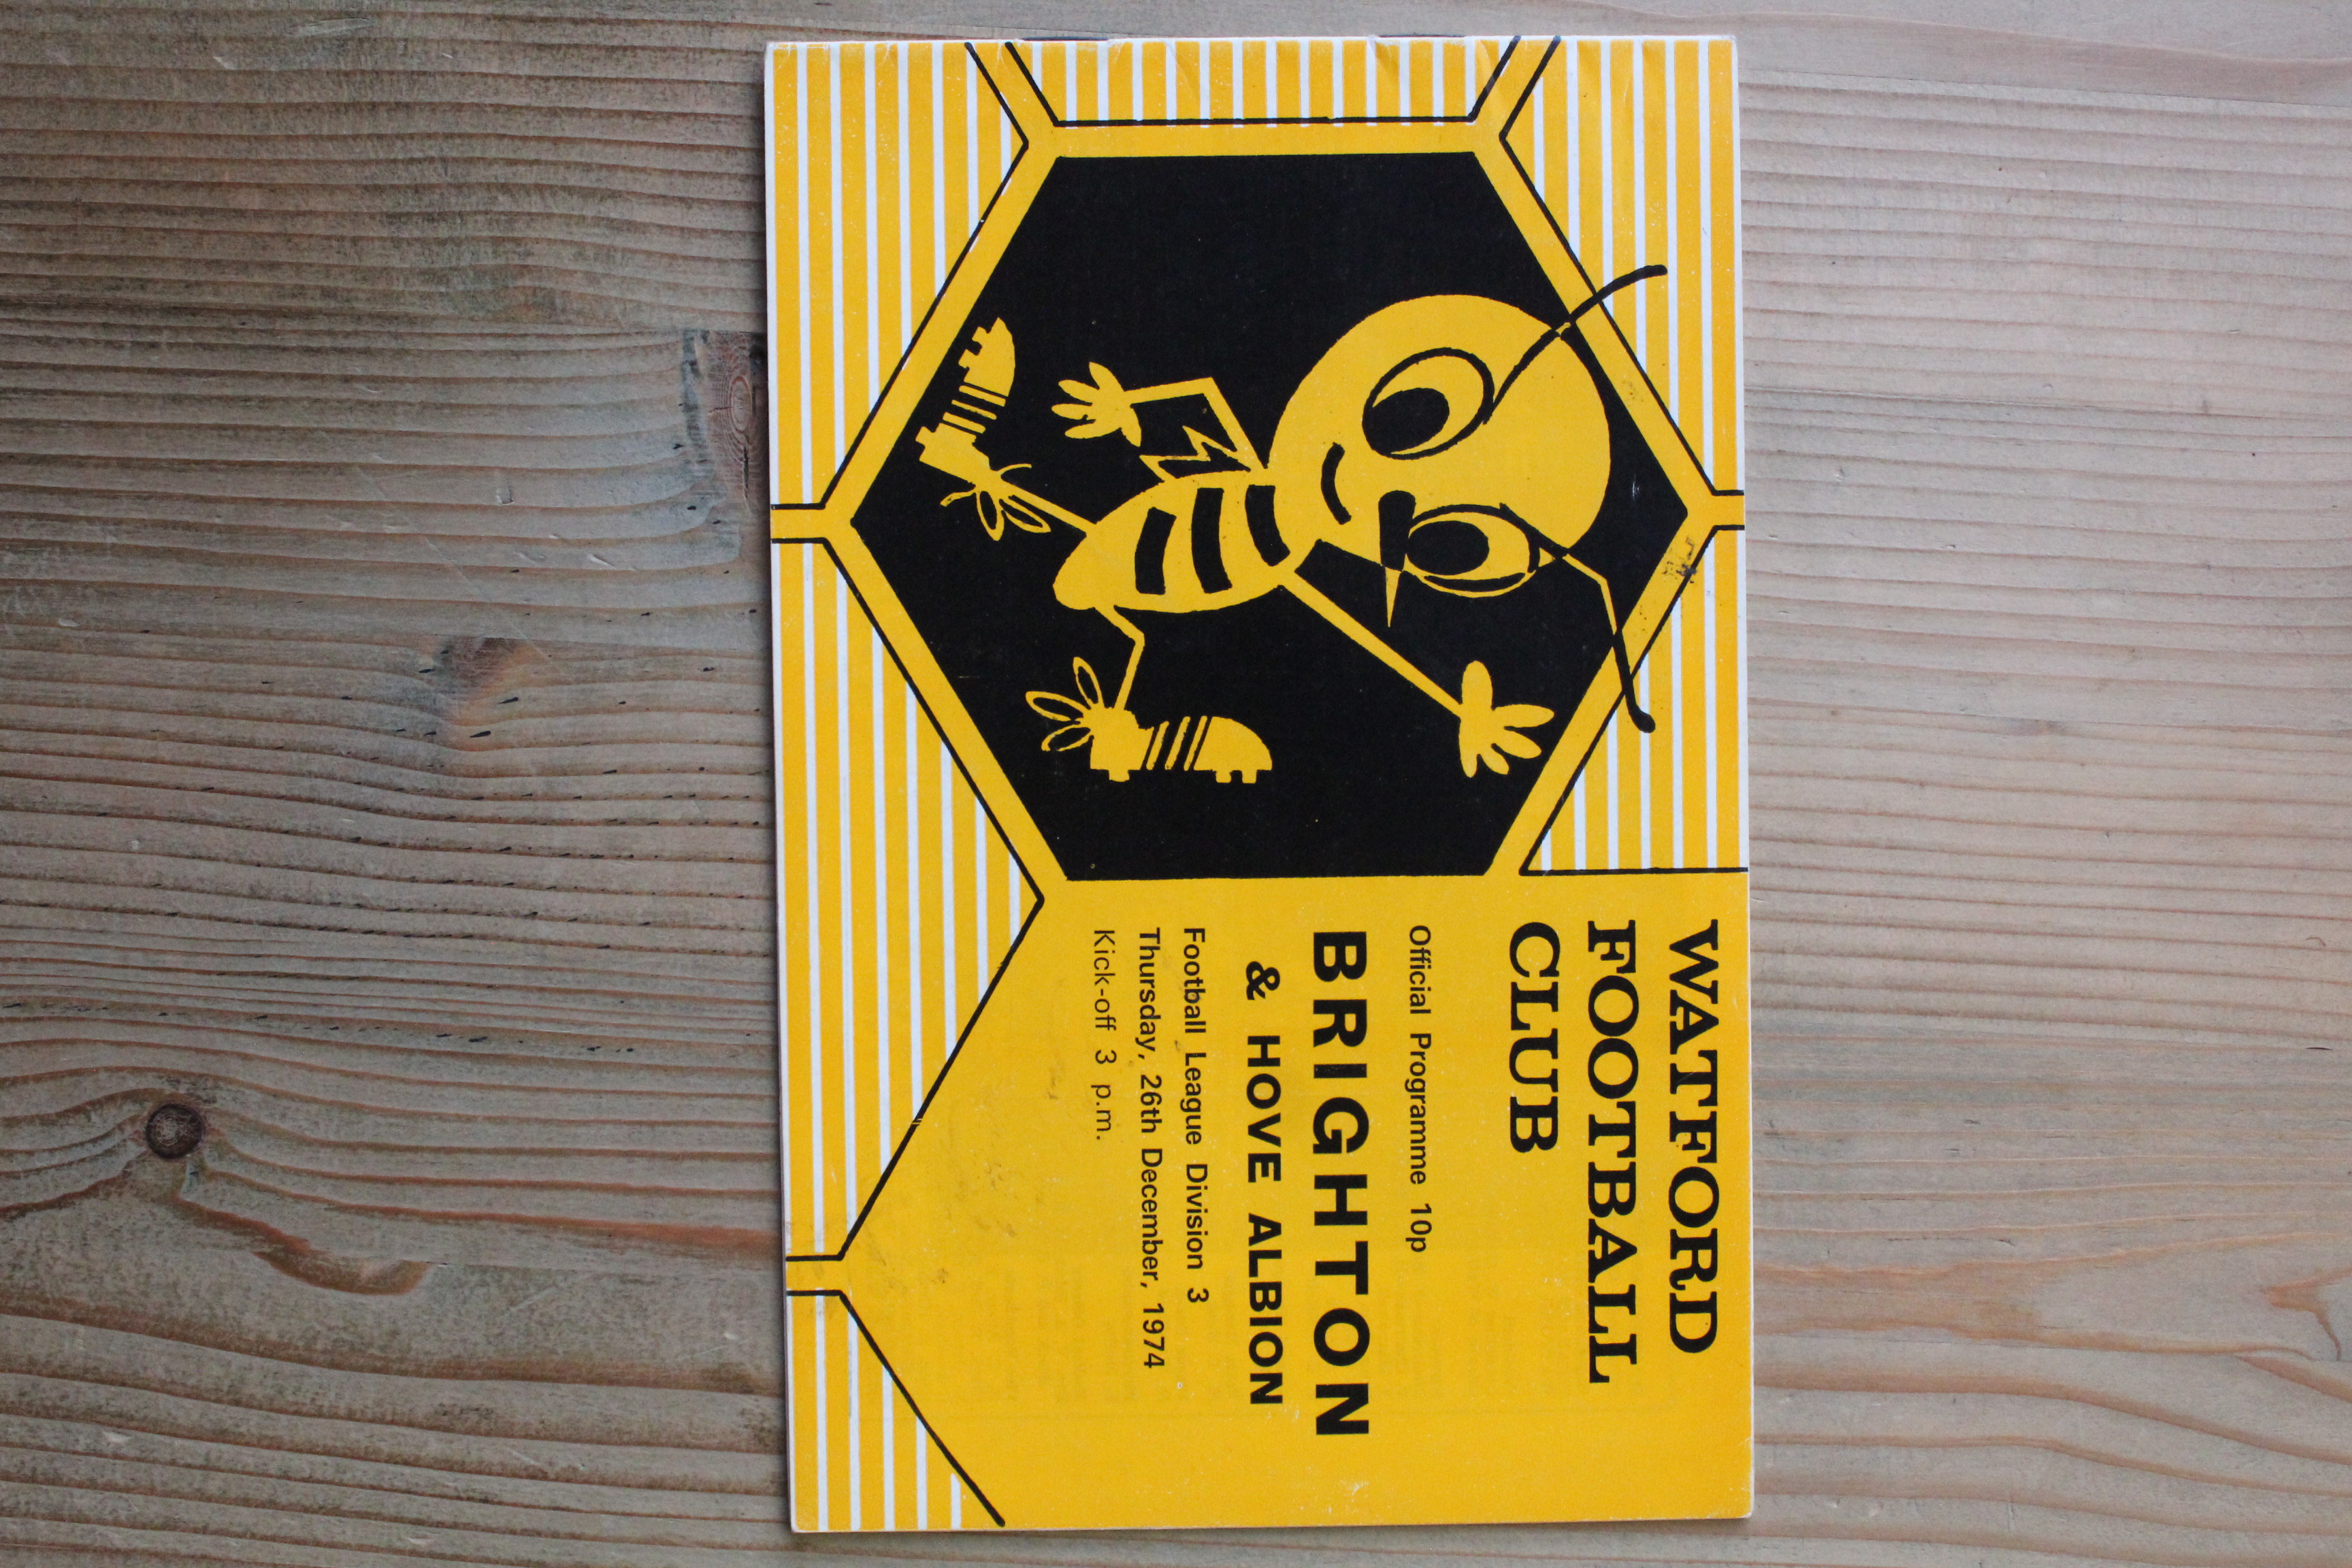 WATFORD
FOOTBALL
CLUB
Official Programme 10p
BRIGHTON
& HOVE ALBION
Football League Division 3
Thursday, 26th December, 1974
Kick-off 3 p.m.